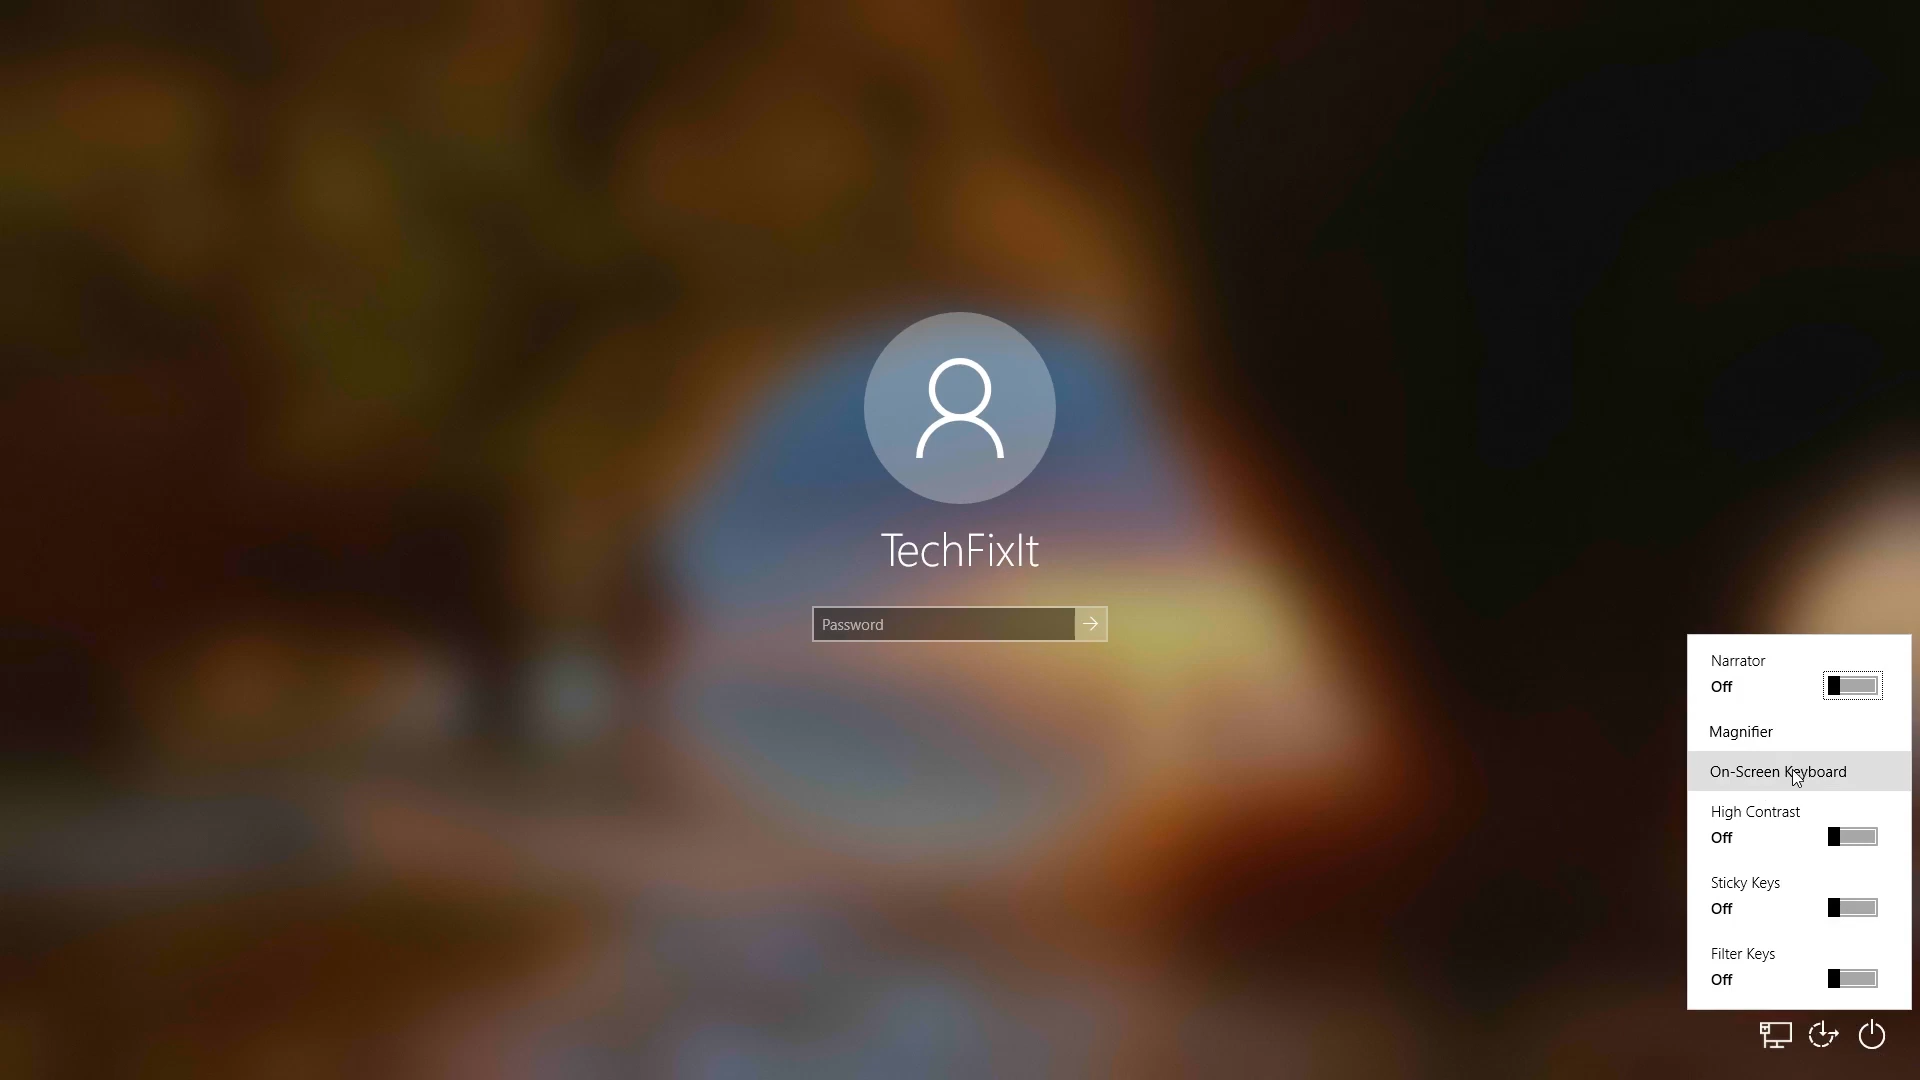 TechFixIt
Password
Narrator
Off
Magnifier
On-Screen Keyboard
High Contrast
Off
Sticky Keys
Off
Filter Keys
Off